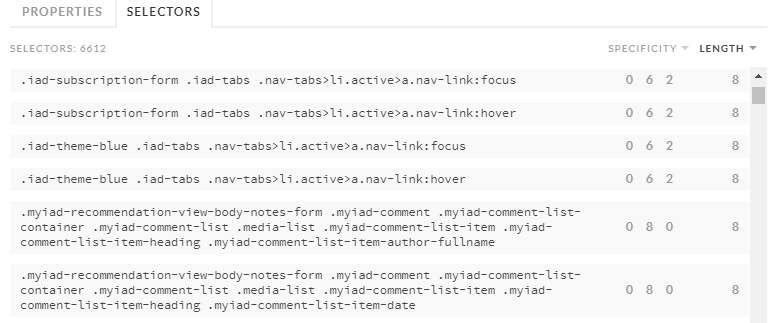 PROPERTIES SELECTORS
SELECTORS: 6612 SPECIFICITY LENGTH
.iad-subscription-form .iad-tabs .nav-tabs>li.active>a.nav-link:focus 0 6 2 8
.iad-subscription-form .iad-tabs .nav-tabs>li.active>a.nav-link:hover 0 6 2 8
.iad-theme-blue .iad-tabs .nav-tabs>li.active>a.nav-link:focus 0 6 2 8
.iad-theme-blue .iad-tabs .nav-tabs>li.active>a.nav-link:hover 0 6 2 8
.myiad-recommendation-view-body-notes-form .myiad-comment .myiad-comment-list-
container .myiad-comment-list .media-list .myiad-comment-list-item .myiad- 0 8 0 8
comment-list-item-heading .myiad-comment-list-item-author-fullname
.myiad-recommendation-view-body-notes-form .myiad-comment .myiad-comment-list-
container .myiad-comment-list .media-list .myiad-comment-list-item .myiad- 0 8 0 8
comment-list-item-heading .myiad-comment-list-item-date